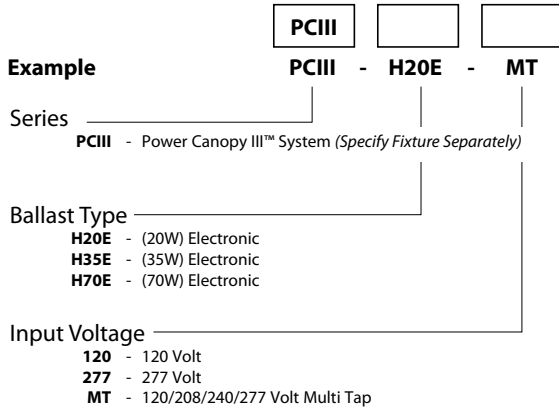 PCIII
Example PCIII - H20E - MT
Series
PCIII - Power Canopy III™ System (Specify Fixture Separately)
Ballast Type
H20E - (20W) Electronic
H35E - (35W) Electronic
H70E - (70W) Electronic
Input Voltage
120 - 120 Volt
277 - 277 Volt
MT - 120/208/240/277 Volt Multi Tap